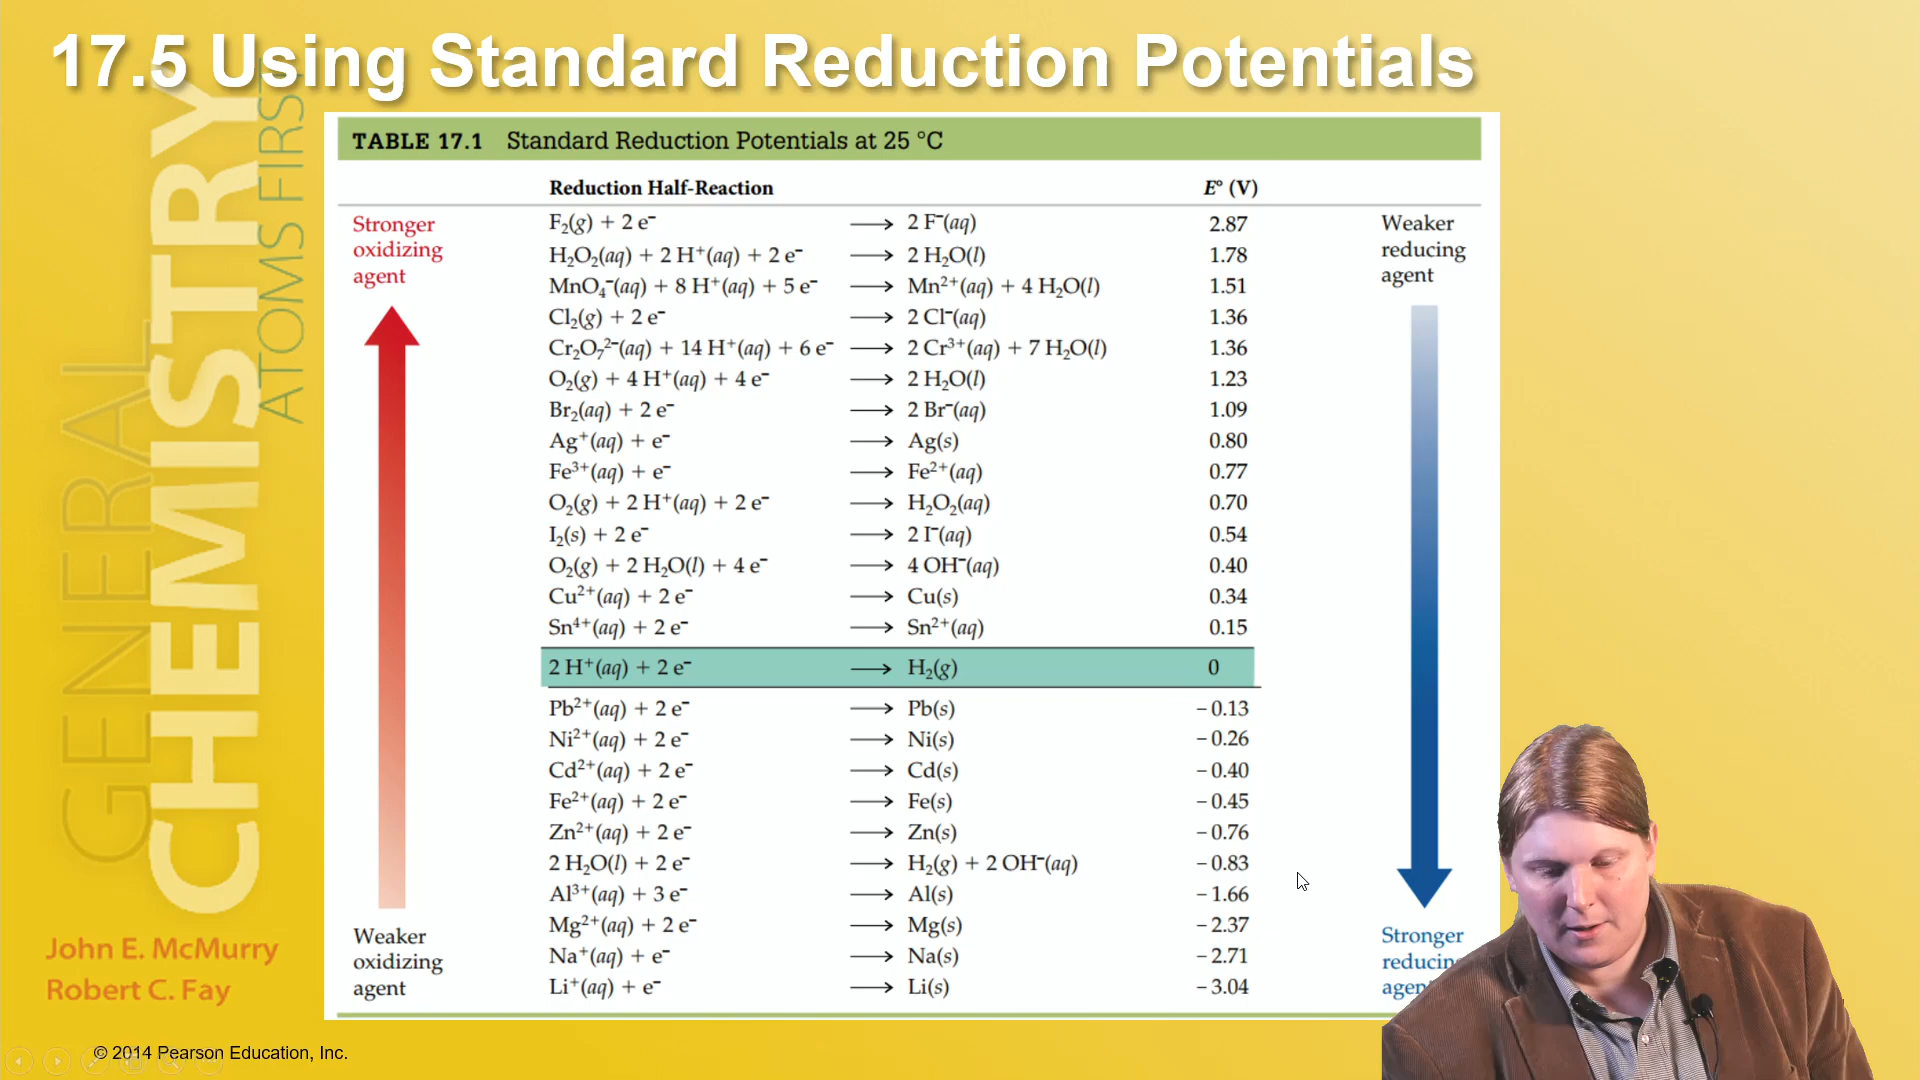 17.5 Using Standard Reduction Potentials
GENERAL
CHEMISTRY
ATOMS FIRST
TABLE 17.1 Standard Reduction Potentials at 25 °C
Reduction Half-Reaction E° (V)
Stronger
oxidizing
agent
F₂(g) + 2 e⁻ ⟶ 2 F⁻(aq) 2.87
H₂O₂(aq) + 2 H⁺(aq) + 2 e⁻ ⟶ 2 H₂O(l) 1.78
MnO₄⁻(aq) + 8 H⁺(aq) + 5 e⁻ ⟶ Mn²⁺(aq) + 4 H₂O(l) 1.51
Cl₂(g) + 2 e⁻ ⟶ 2 Cl⁻(aq) 1.36
Cr₂O₇²⁻(aq) + 14 H⁺(aq) + 6 e⁻ ⟶ 2 Cr³⁺(aq) + 7 H₂O(l) 1.36
O₂(g) + 4 H⁺(aq) + 4 e⁻ ⟶ 2 H₂O(l) 1.23
Br₂(aq) + 2 e⁻ ⟶ 2 Br⁻(aq) 1.09
Ag⁺(aq) + e⁻ ⟶ Ag(s) 0.80
Fe³⁺(aq) + e⁻ ⟶ Fe²⁺(aq) 0.77
O₂(g) + 2 H⁺(aq) + 2 e⁻ ⟶ H₂O₂(aq) 0.70
I₂(s) + 2 e⁻ ⟶ 2 I⁻(aq) 0.54
O₂(g) + 2 H₂O(l) + 4 e⁻ ⟶ 4 OH⁻(aq) 0.40
Cu²⁺(aq) + 2 e⁻ ⟶ Cu(s) 0.34
Sn⁴⁺(aq) + 2 e⁻ ⟶ Sn²⁺(aq) 0.15
2 H⁺(aq) + 2 e⁻ ⟶ H₂(g) 0
Pb²⁺(aq) + 2 e⁻ ⟶ Pb(s) −0.13
Ni²⁺(aq) + 2 e⁻ ⟶ Ni(s) −0.26
Cd²⁺(aq) + 2 e⁻ ⟶ Cd(s) −0.40
Fe²⁺(aq) + 2 e⁻ ⟶ Fe(s) −0.45
Zn²⁺(aq) + 2 e⁻ ⟶ Zn(s) −0.76
2 H₂O(l) + 2 e⁻ ⟶ H₂(g) + 2 OH⁻(aq) −0.83
Al³⁺(aq) + 3 e⁻ ⟶ Al(s) −1.66
Mg²⁺(aq) + 2 e⁻ ⟶ Mg(s) −2.37
Na⁺(aq) + e⁻ ⟶ Na(s) −2.71
Li⁺(aq) + e⁻ ⟶ Li(s) −3.04
Weaker
oxidizing
agent
Weaker
reducing
agent
Stronger
reducin
agen
John E. McMurry
Robert C. Fay
© 2014 Pearson Education, Inc.